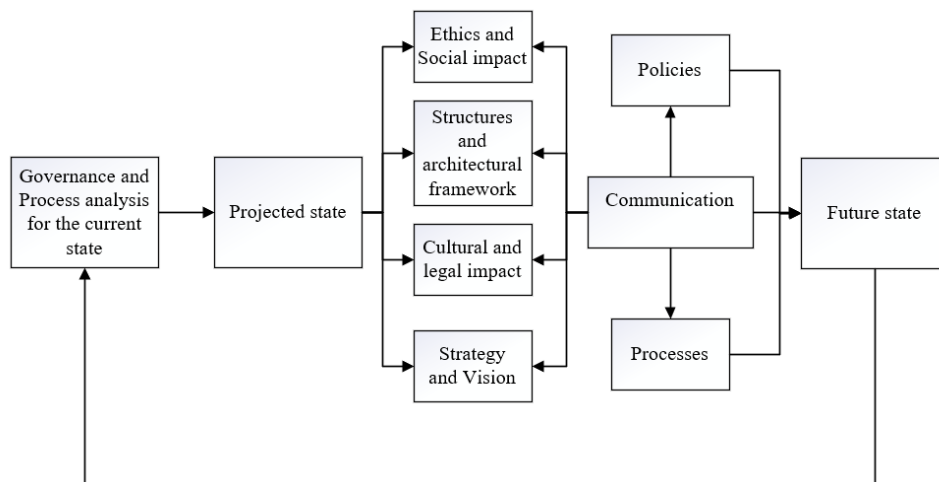 Governance and
Process analysis
for the current
state
Projected state
Ethics and
Social impact
Structures
and
architectural
framework
Cultural and
legal impact
Strategy
and Vision
Policies
Communication
Processes
Future state